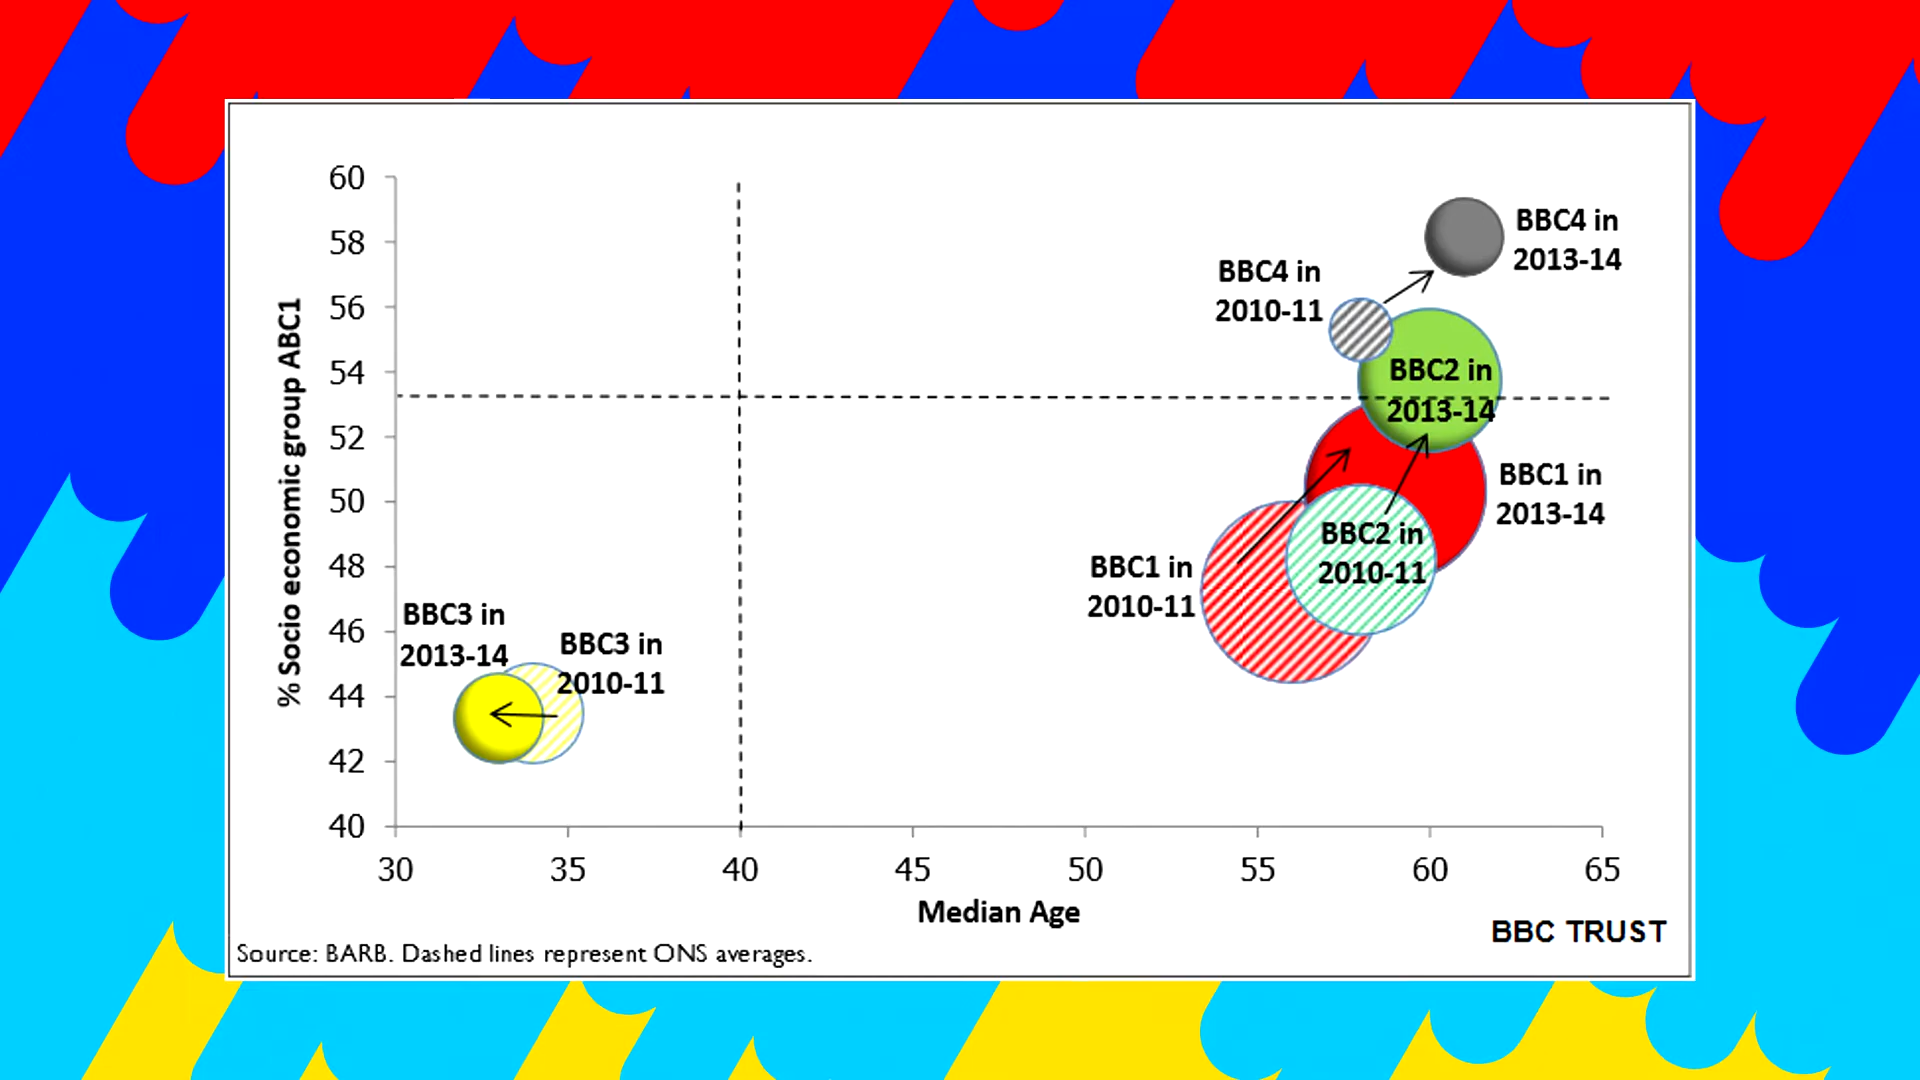 60
58
56
54
52
50
48
46
44
42
40
% Socio economic group ABC1
BBC4 in
2013-14
BBC4 in
2010-11
BBC2 in
2013-14
BBC1 in
2013-14
BBC2 in
2010-11
BBC1 in
2010-11
BBC3 in
2013-14
BBC3 in
2010-11
30 35 40 45 50 55 60 65
Median Age
BBC TRUST
Source: BARB. Dashed lines represent ONS averages.